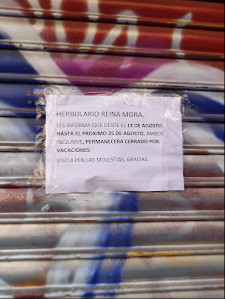 HERBOLARIO REINA MORA,
LES INFORMA QUE DESDE EL 14 DE AGOSTO
HASTA EL PROXIMO 25 DE AGOSTO, AMBOS
INCLUSIVE, PERMANECERA CERRADO POR
VACACIONES.
DISCULPEN LAS MOLESTIAS, GRACIAS.